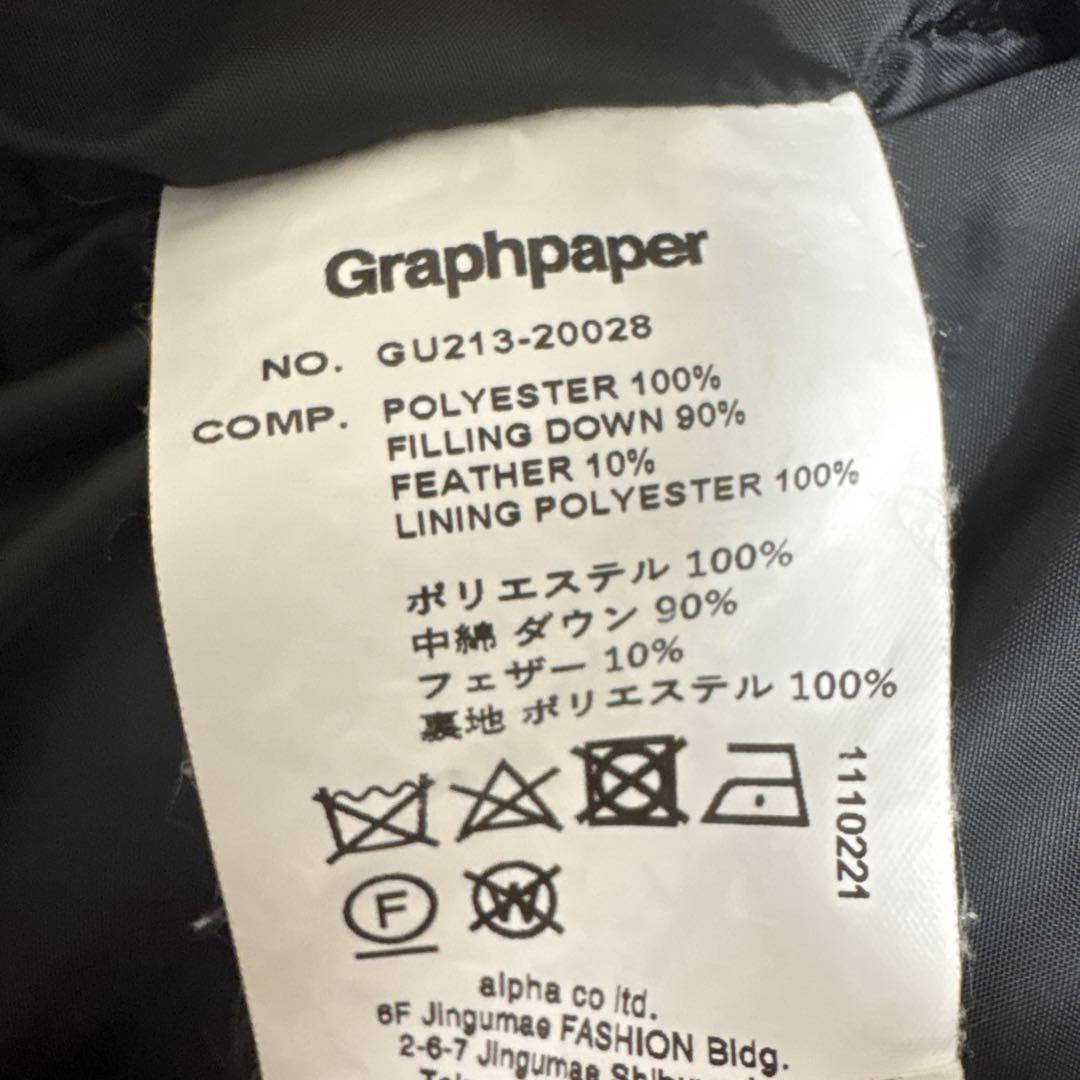 Graphpaper
NO. GU213-20028
COMP. POLYESTER 100%
FILLING DOWN 90%
FEATHER 10%
LINING POLYESTER 100%
ポリエステル 100%
中綿 ダウン 90%
フェザー 10%
裏地 ポリエステル 100%
1110221
F
W
alpha co ltd.
6F Jingumae FASHION Bldg.
2-6-7 Jingumae